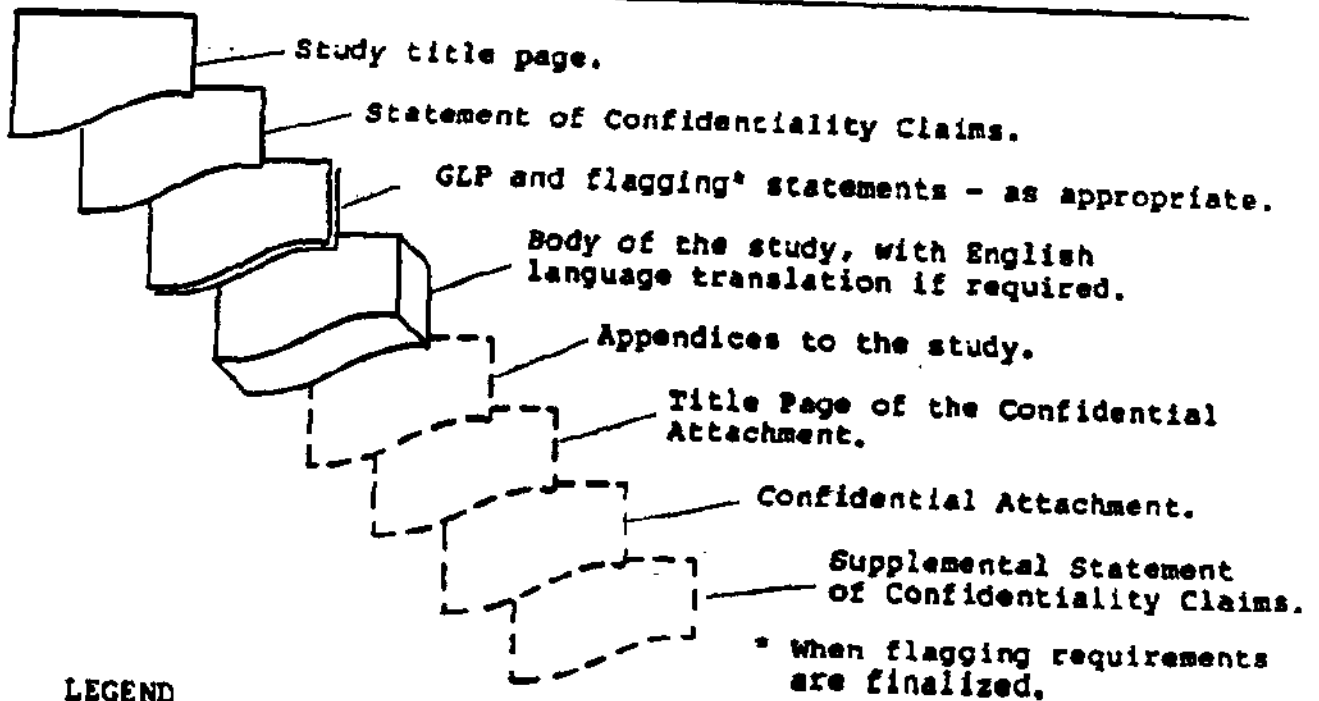 Study title page.
Statement of Confidentiality Claims.
GLP and flagging* statements - as appropriate.
Body of the study, with English
language translation if required.
Appendices to the study.
Title Page of the Confidential
Attachment.
Confidential Attachment.
Supplemental Statement
of Confidentiality Claims.
* When flagging requirements
are finalized.
LEGEND